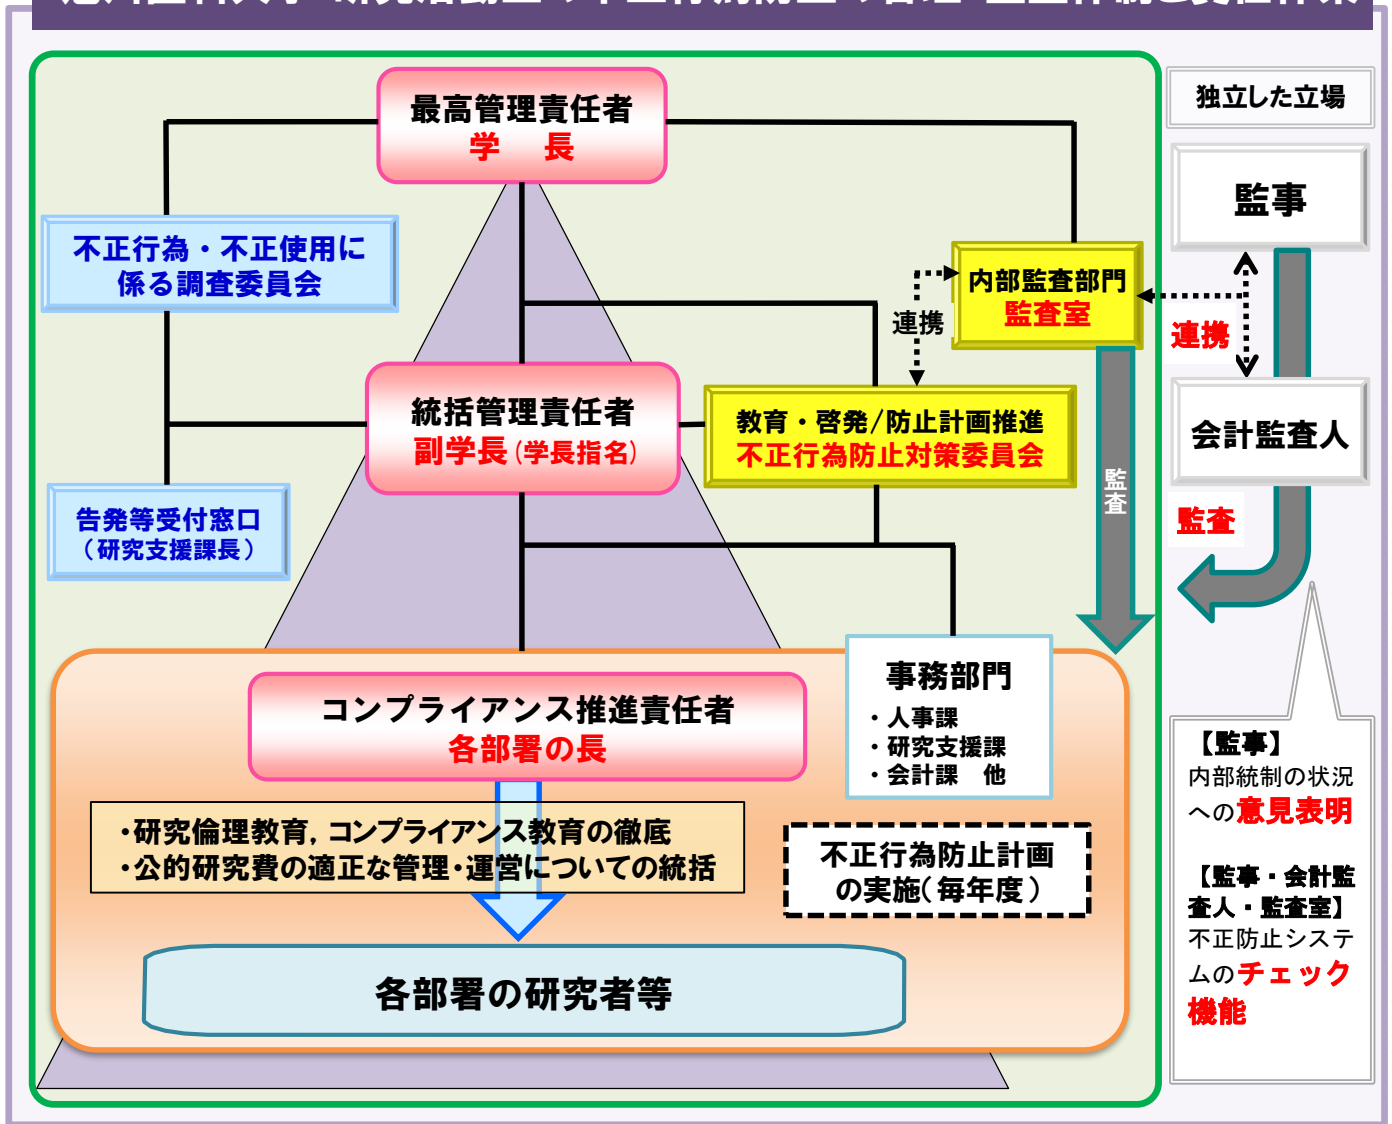 最高管理責任者
学 長
独立した立場
監事
不正行為・不正使用に
係る調査委員会
内部監査部門
監査室
連携
連携
統括管理責任者
副学長(学長指名)
教育・啓発/防止計画推進
不正行為防止対策委員会
会計監査人
監査
監査
告発等受付窓口
(研究支援課長)
コンプライアンス推進責任者
各部署の長
事務部門
・人事課
・研究支援課
・会計課 他
・研究倫理教育,コンプライアンス教育の徹底
・公的研究費の適正な管理・運営についての統括
不正行為防止計画
の実施(毎年度)
各部署の研究者等
【監事】
内部統制の状況
への意見表明
【監事・会計監
査人・監査室】
不正防止システ
ムのチェック
機能